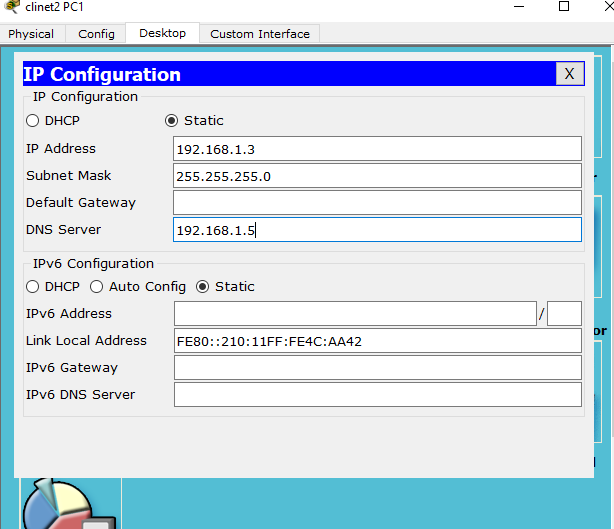 clinet2 PC1
Physical Config Desktop Custom Interface
IP Configuration X
IP Configuration
DHCP Static
IP Address 192.168.1.3
Subnet Mask 255.255.255.0
Default Gateway
DNS Server 192.168.1.5
IPv6 Configuration
DHCP Auto Config Static
IPv6 Address /
Link Local Address FE80::210:11FF:FE4C:AA42
IPv6 Gateway
IPv6 DNS Server